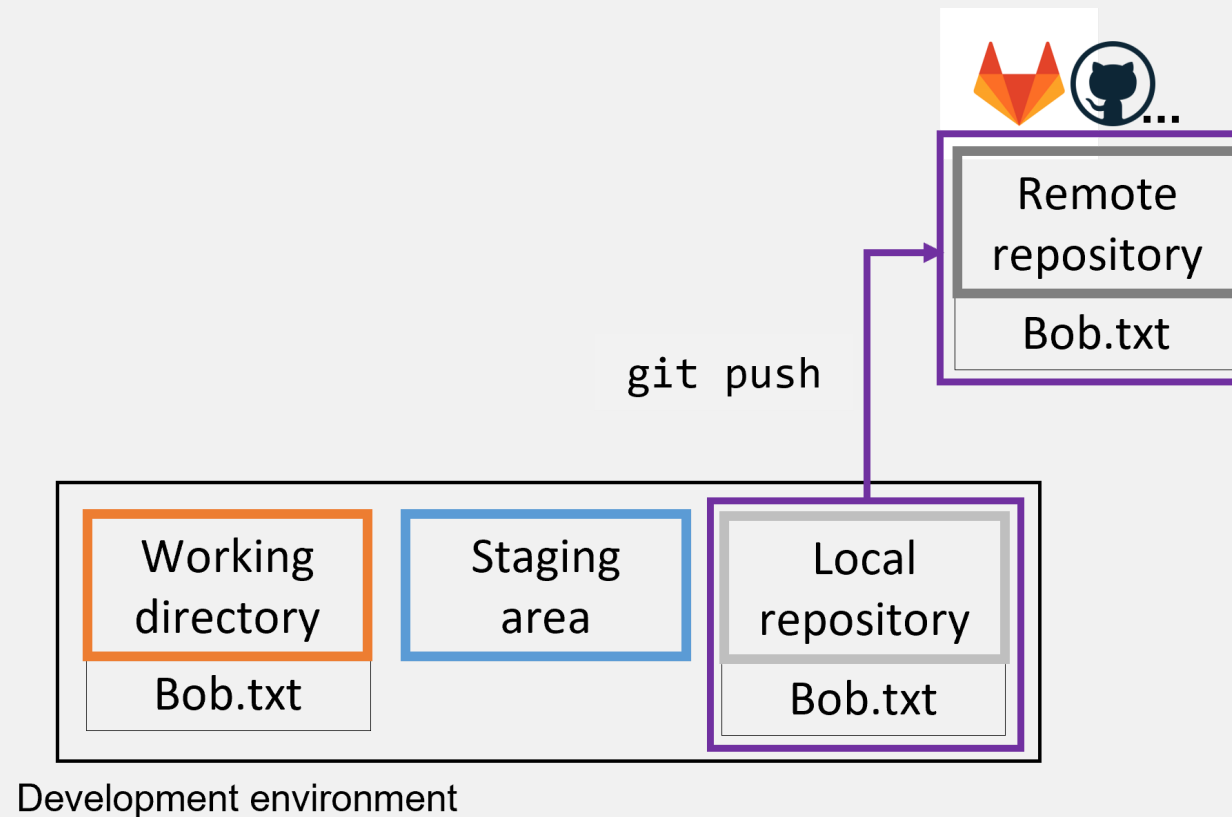 ...
Remote
repository
Bob.txt
git push
Working
directory
Bob.txt
Staging
area
Local
repository
Bob.txt
Development environment